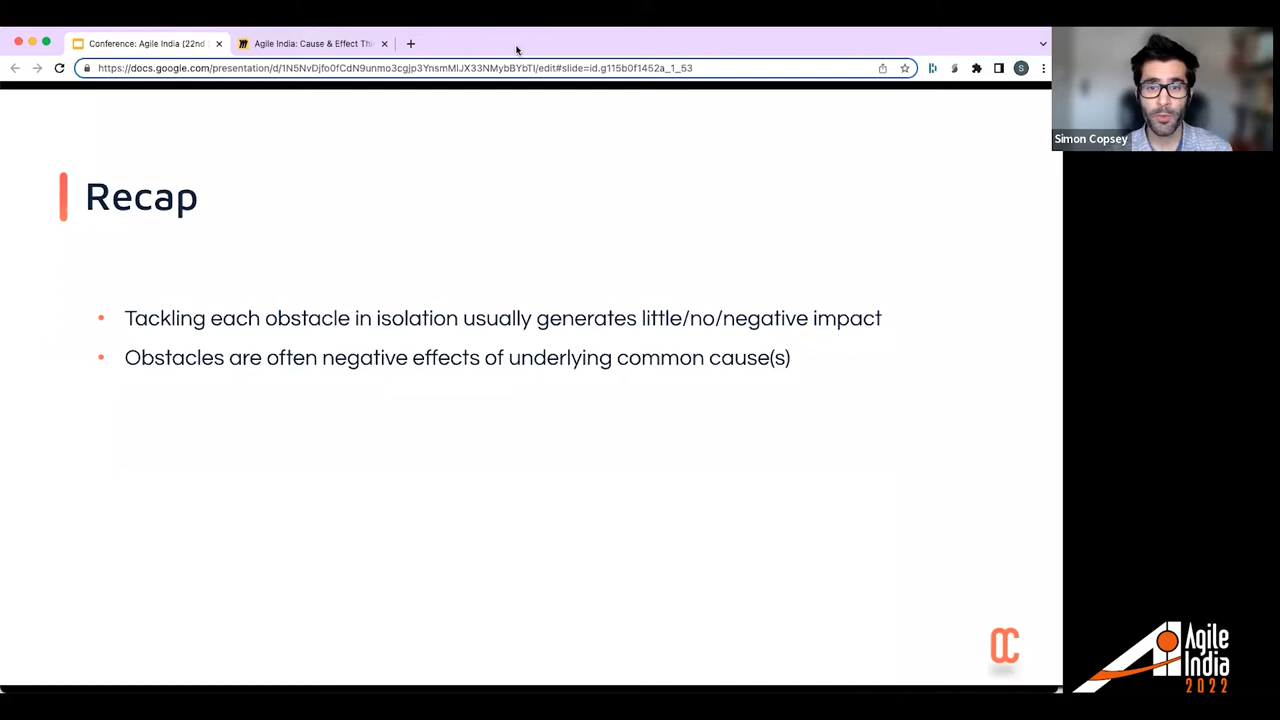 Conference: Agile India (22nd
Agile India: Cause & Effect Thi
https://docs.google.com/presentation/d/1N5NvDjfo0fCdN9unmo3cgjp3YnsmMlJX33NMybBYbTI/edit#slide=id.g115b0f1452a_1_53
S
Simon Copsey
Recap
• Tackling each obstacle in isolation usually generates little/no/negative impact
• Obstacles are often negative effects of underlying common cause(s)
Agile
India
2022